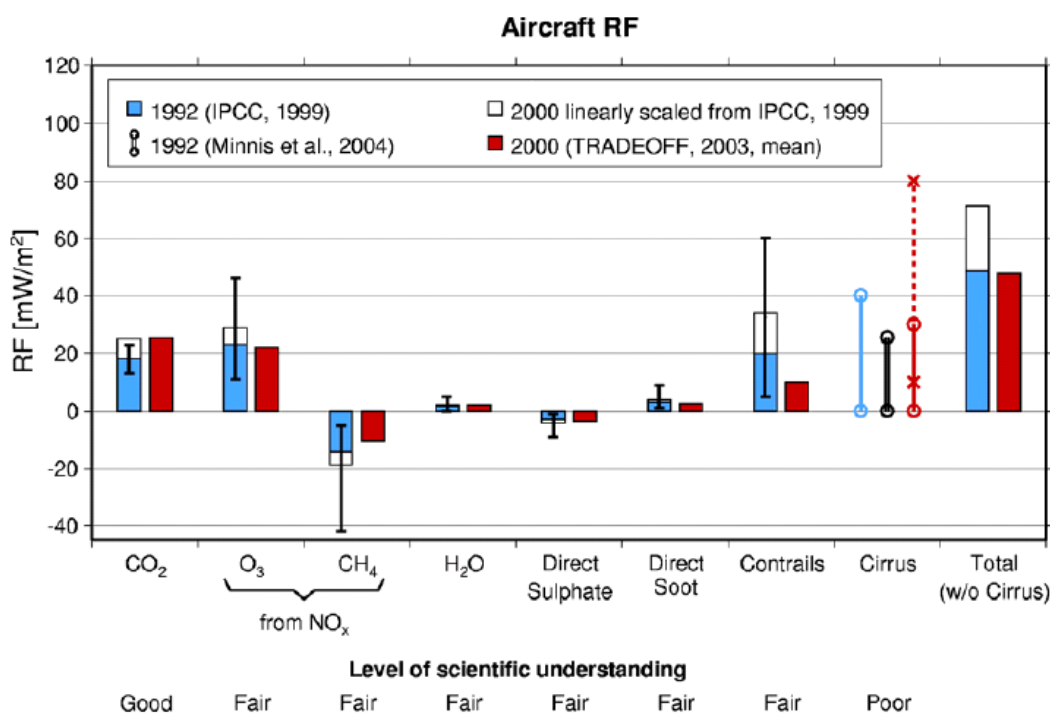 Aircraft RF
120
100
80
60
40
20
0
-20
-40
RF [mW/m²]
1992 (IPCC, 1999)
2000 linearly scaled from IPCC, 1999
1992 (Minnis et al., 2004)
2000 (TRADEOFF, 2003, mean)
CO₂ O₃ CH₄ H₂O Direct Direct Contrails Cirrus Total
Sulphate Soot (w/o Cirrus)
from NOₓ
Level of scientific understanding
Good Fair Fair Fair Fair Fair Fair Poor